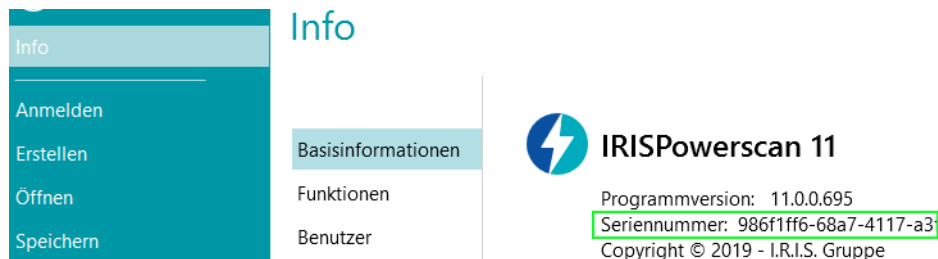 Info
Info
Anmelden
Erstellen
Öffnen
Speichern
Basisinformationen
Funktionen
Benutzer
IRISPowerscan 11
Programmversion: 11.0.0.695
Seriennummer: 986f1ff6-68a7-4117-a3
Copyright © 2019 - I.R.I.S. Gruppe